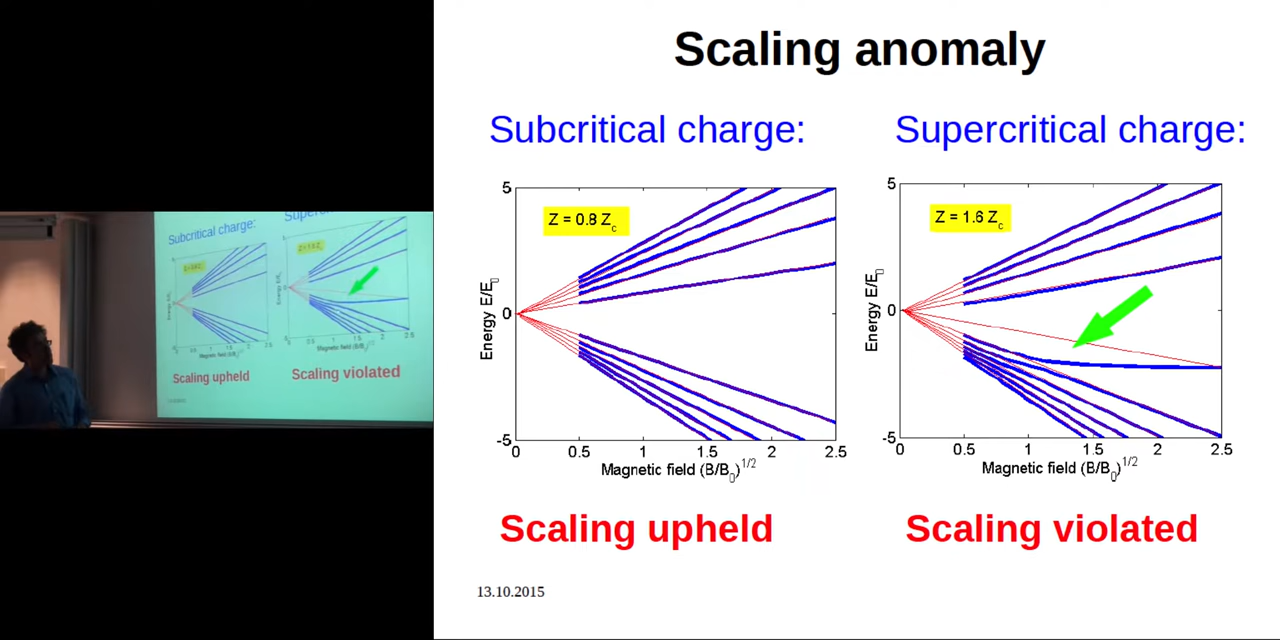 Scaling anomaly
Subcritical charge:
Supercritical charge:
5
Z = 0.8 Zc
0
-5
Energy E/E0
0 0.5 1 1.5 2 2.5
Magnetic field (B/B0)1/2
5
Z = 1.6 Zc
0
-5
Energy E/E0
0 0.5 1 1.5 2 2.5
Magnetic field (B/B0)1/2
Scaling upheld
Scaling violated
13.10.2015
Subcritical charge:
Scaling upheld
Scaling violated